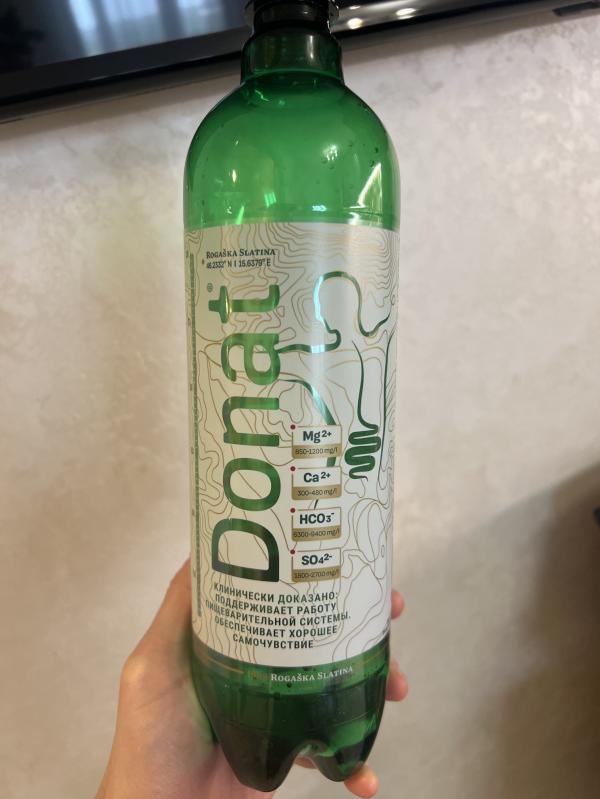 ROGAŠKA SLATINA
46.2332° N | 15.6379° E
Donat
Mg2+
850-1200 mg/l
Ca2+
300-480 mg/l
HCO3-
6300-9400 mg/l
SO42-
1800-2700 mg/l
КЛИНИЧЕСКИ ДОКАЗАНО:
ПОДДЕРЖИВАЕТ РАБОТУ
ПИЩЕВАРИТЕЛЬНОЙ СИСТЕМЫ.
ОБЕСПЕЧИВАЕТ ХОРОШЕЕ
САМОЧУВСТВИЕ
ROGAŠKA SLATINA